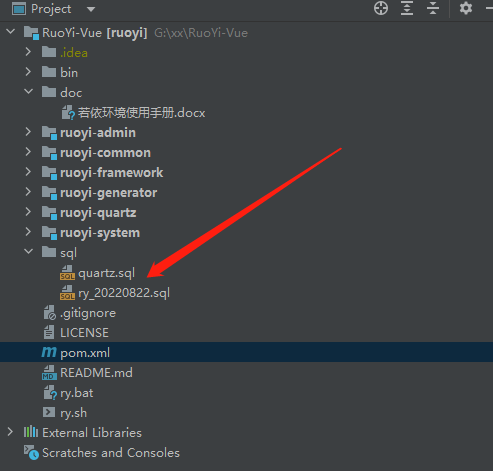 Project
RuoYi-Vue [ruoyi] G:\xx\RuoYi-Vue
.idea
bin
doc
若依环境使用手册.docx
ruoyi-admin
ruoyi-common
ruoyi-framework
ruoyi-generator
ruoyi-quartz
ruoyi-system
sql
quartz.sql
ry_20220822.sql
.gitignore
LICENSE
pom.xml
README.md
ry.bat
ry.sh
External Libraries
Scratches and Consoles